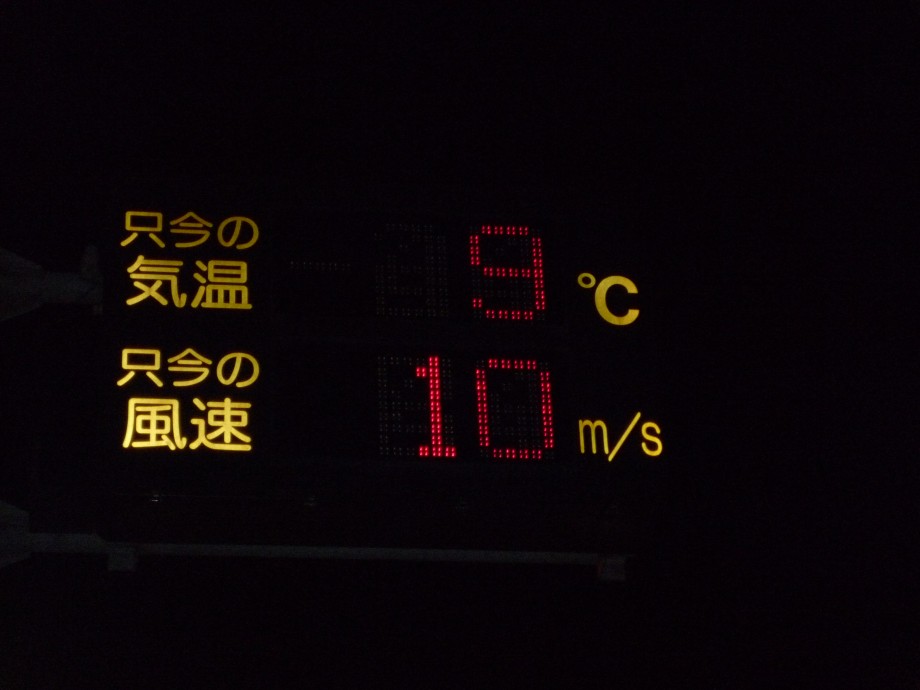 只今の
気温 9 ℃
只今の
風速 10 m/s